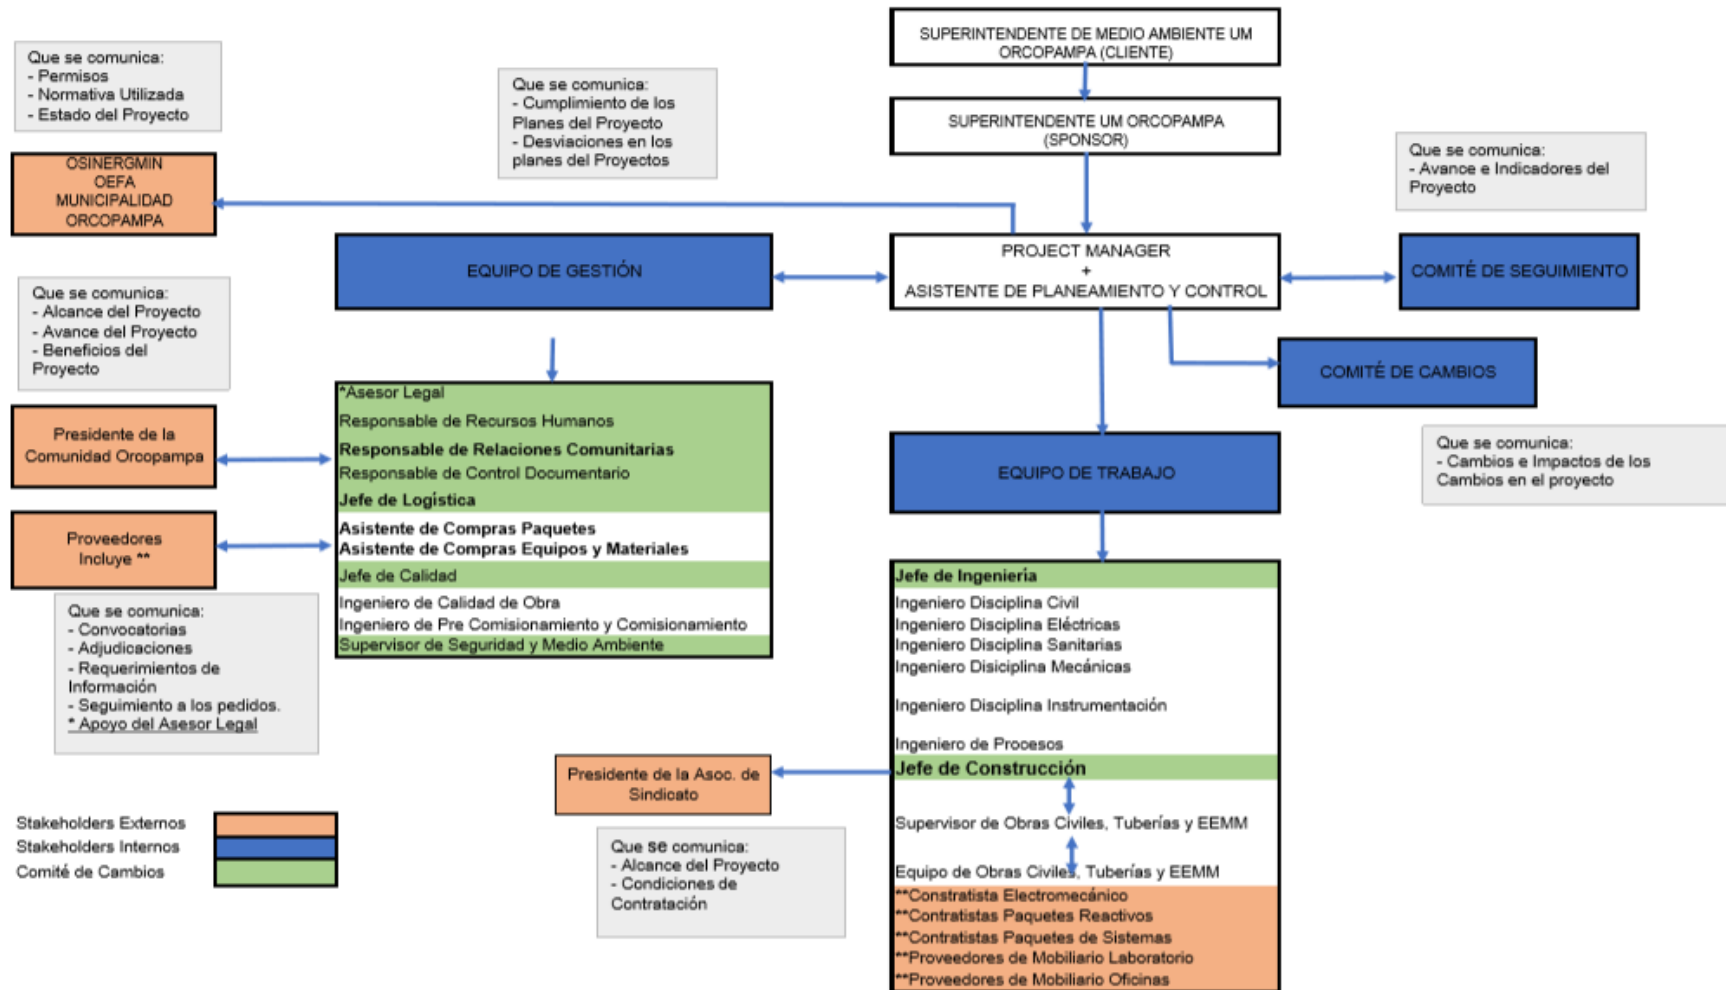 SUPERINTENDENTE DE MEDIO AMBIENTE UM
ORCOPAMPA (CLIENTE)
Que se comunica:
- Permisos
- Normativa Utilizada
- Estado del Proyecto
Que se comunica:
- Cumplimiento de los
Planes del Proyecto
- Desviaciones en los
planes del Proyectos
SUPERINTENDENTE UM ORCOPAMPA
(SPONSOR)
Que se comunica:
- Avance e Indicadores del
Proyecto
OSINERGMIN
OEFA
MUNICIPALIDAD
ORCOPAMPA
EQUIPO DE GESTIÓN
PROJECT MANAGER
+
ASISTENTE DE PLANEAMIENTO Y CONTROL
COMITÉ DE SEGUIMIENTO
Que se comunica:
- Alcance del Proyecto
- Avance del Proyecto
- Beneficios del
Proyecto
COMITÉ DE CAMBIOS
*Asesor Legal
Responsable de Recursos Humanos
Responsable de Relaciones Comunitarias
Responsable de Control Documentario
Jefe de Logística
Asistente de Compras Paquetes
Asistente de Compras Equipos y Materiales
Jefe de Calidad
Ingeniero de Calidad de Obra
Ingeniero de Pre Comisionamiento y Comisionamiento
Supervisor de Seguridad y Medio Ambiente
Presidente de la
Comunidad Orcopampa
EQUIPO DE TRABAJO
Que se comunica:
- Cambios e Impactos de los
Cambios en el proyecto
Proveedores
Incluye **
Que se comunica:
- Convocatorias
- Adjudicaciones
- Requerimientos de
Información
- Seguimiento a los pedidos.
* Apoyo del Asesor Legal
Jefe de Ingeniería
Ingeniero Disciplina Civil
Ingeniero Disciplina Eléctricas
Ingeniero Disciplina Sanitarias
Ingeniero Disiciplina Mecánicas
Ingeniero Disciplina Instrumentación
Ingeniero de Procesos
Jefe de Construcción
Supervisor de Obras Civiles, Tuberías y EEMM
Equipo de Obras Civiles, Tuberías y EEMM
**Constratista Electromecánico
**Contratistas Paquetes Reactivos
**Contratistas Paquetes de Sistemas
**Proveedores de Mobiliario Laboratorio
**Proveedores de Mobiliario Oficinas
Presidente de la Asoc. de
Sindicato
Que se comunica:
- Alcance del Proyecto
- Condiciones de
Contratación
Stakeholders Externos
Stakeholders Internos
Comité de Cambios